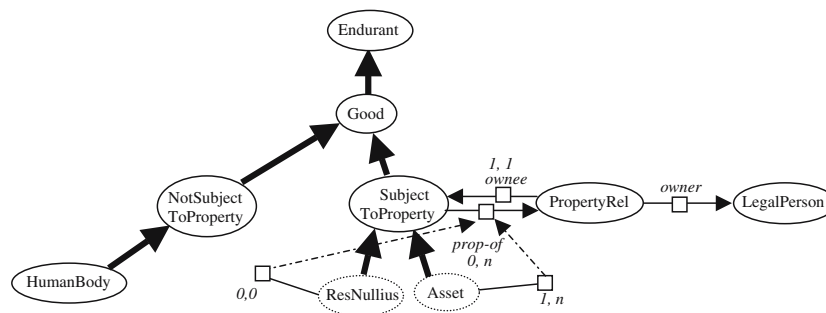 Endurant
Good
1, 1
ownee
NotSubject
ToProperty
Subject
ToProperty
PropertyRel
owner
LegalPerson
prop-of
0, n
HumanBody
0,0
ResNullius
Asset
1, n